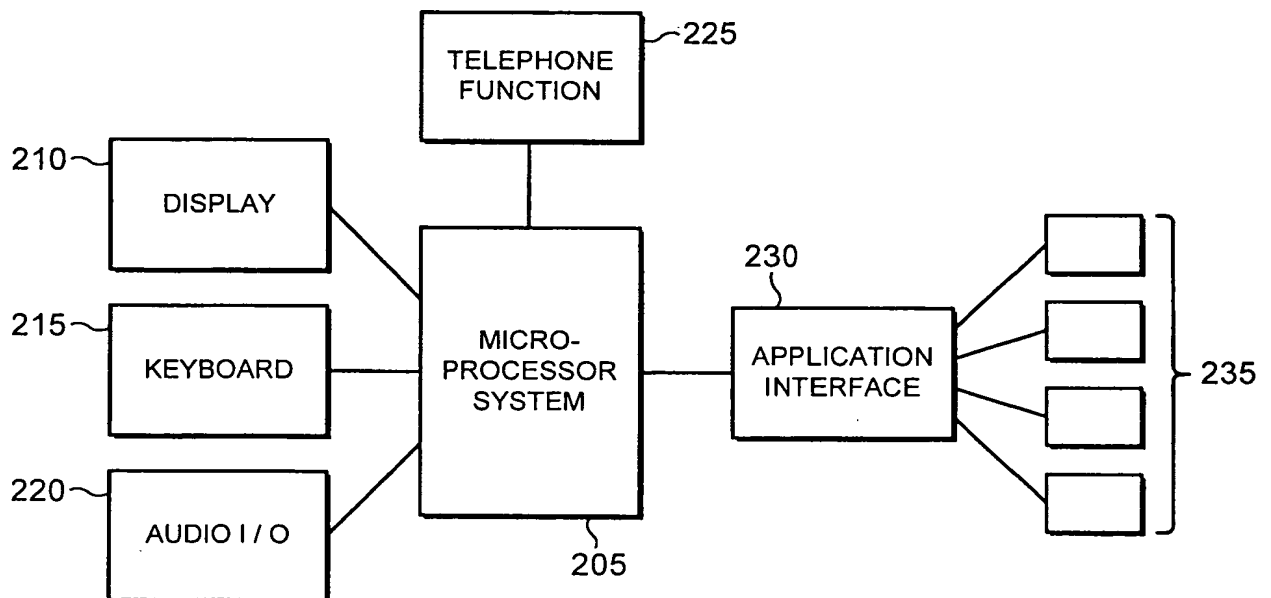 225
TELEPHONE
FUNCTION
210
DISPLAY
230
215
KEYBOARD
MICRO-
PROCESSOR
SYSTEM
APPLICATION
INTERFACE
235
220
AUDIO I / O
205